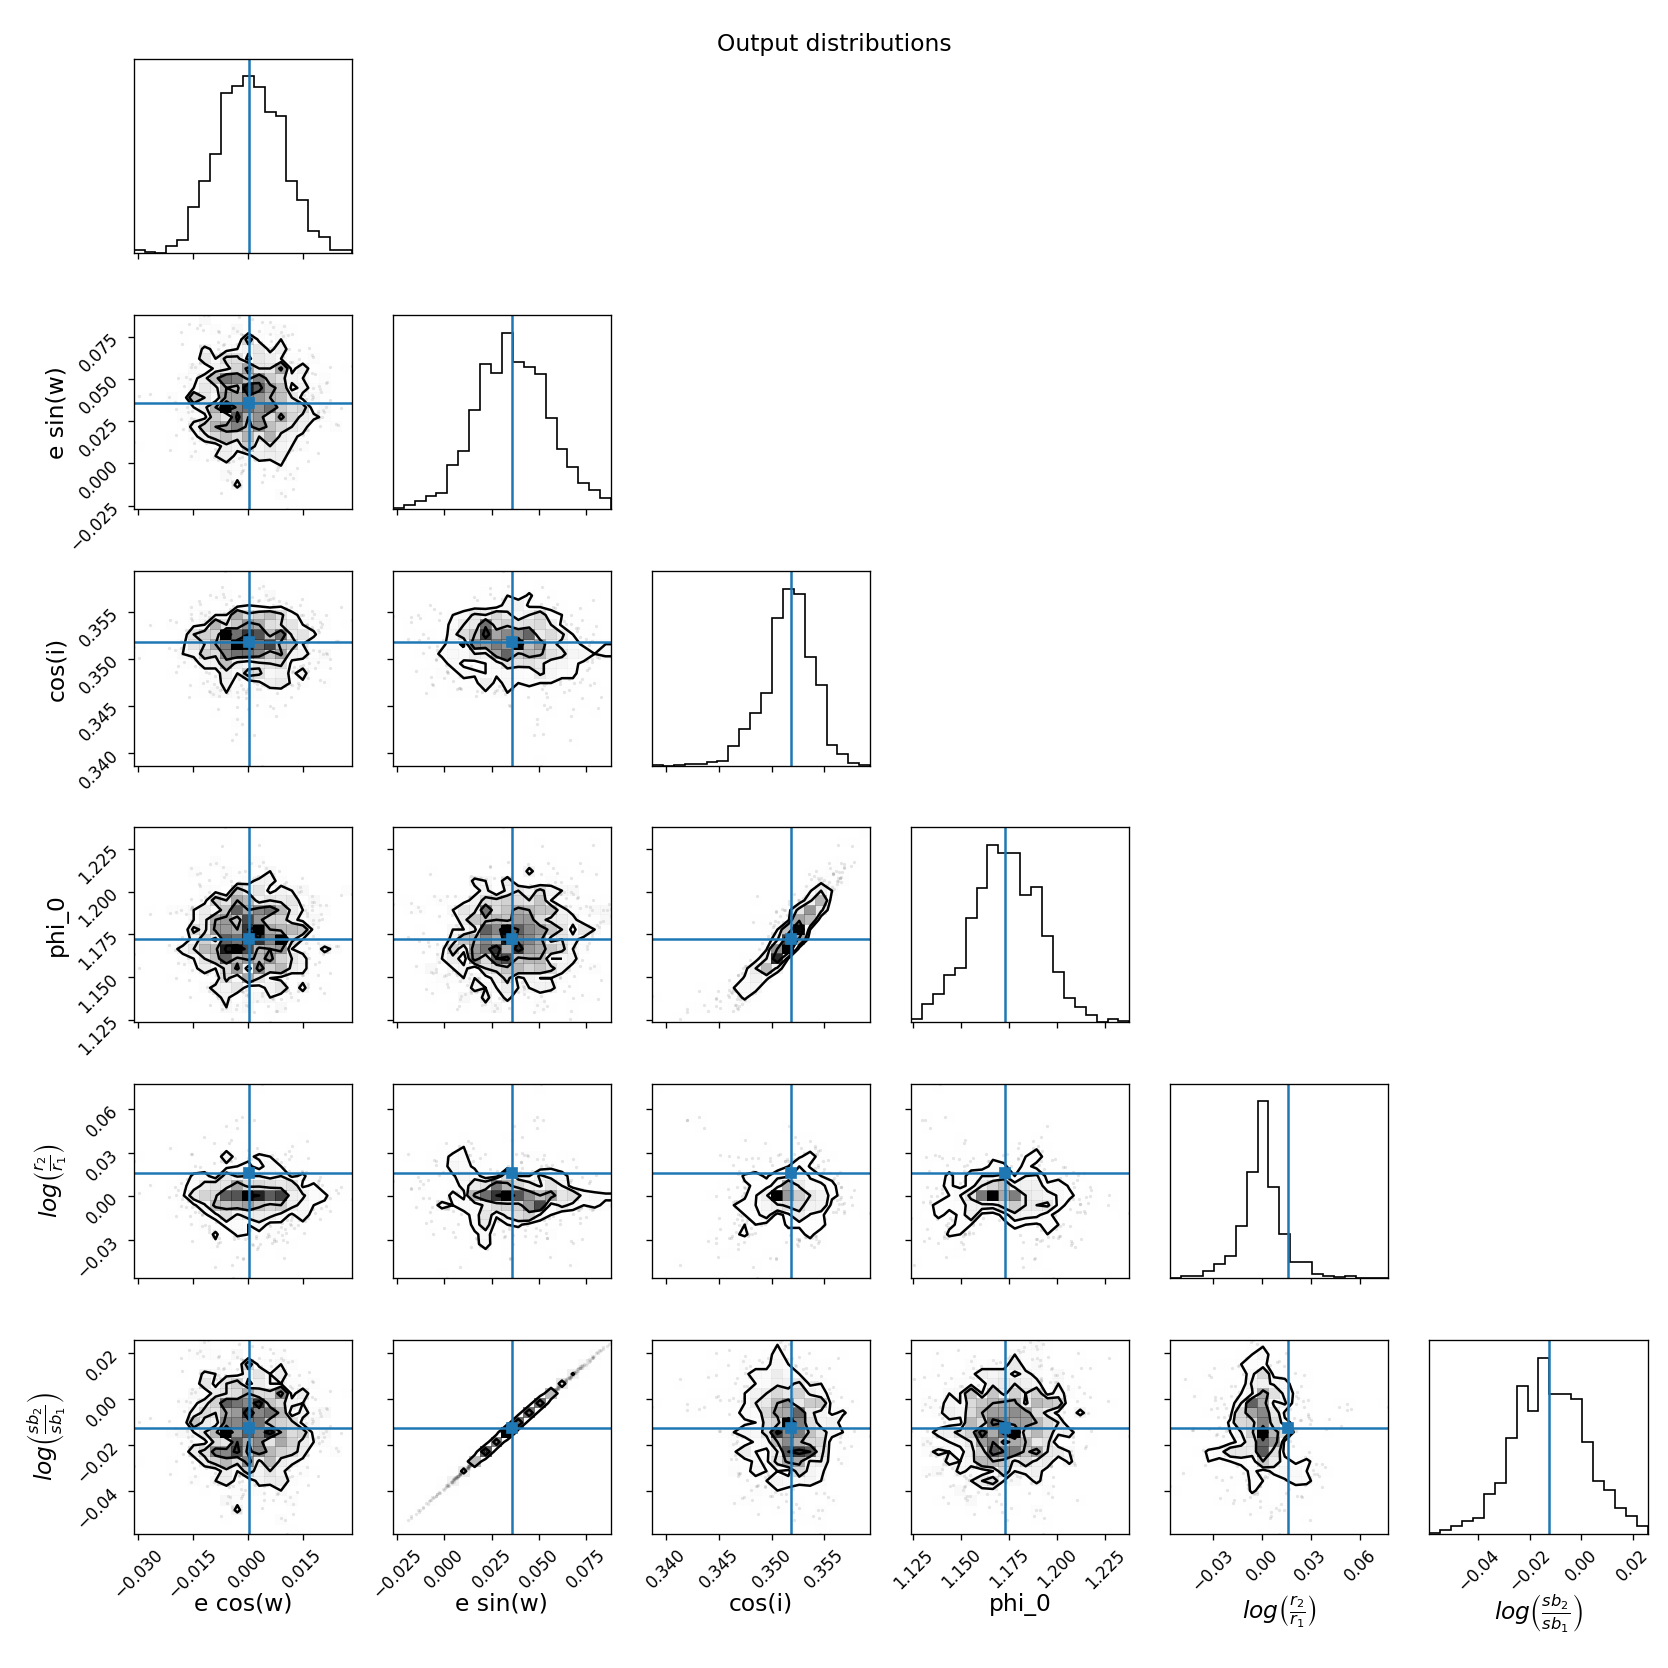 Output distributions
e sin(w)
0.075
0.050
0.025
0.000
−0.025
cos(i)
0.355
0.350
0.345
0.340
phi_0
1.225
1.200
1.175
1.150
1.125
log(r₂/r₁)
0.06
0.03
0.00
−0.03
log(sb₂/sb₁)
0.02
0.00
−0.02
−0.04
−0.030 −0.015 0.000 0.015
−0.025 0.000 0.025 0.050 0.075
0.340 0.345 0.350 0.355
1.125 1.150 1.175 1.200 1.225
−0.03 0.00 0.03 0.06
−0.04 −0.02 0.00 0.02
e cos(w)
e sin(w)
cos(i)
phi_0
log(r₂/r₁)
log(sb₂/sb₁)